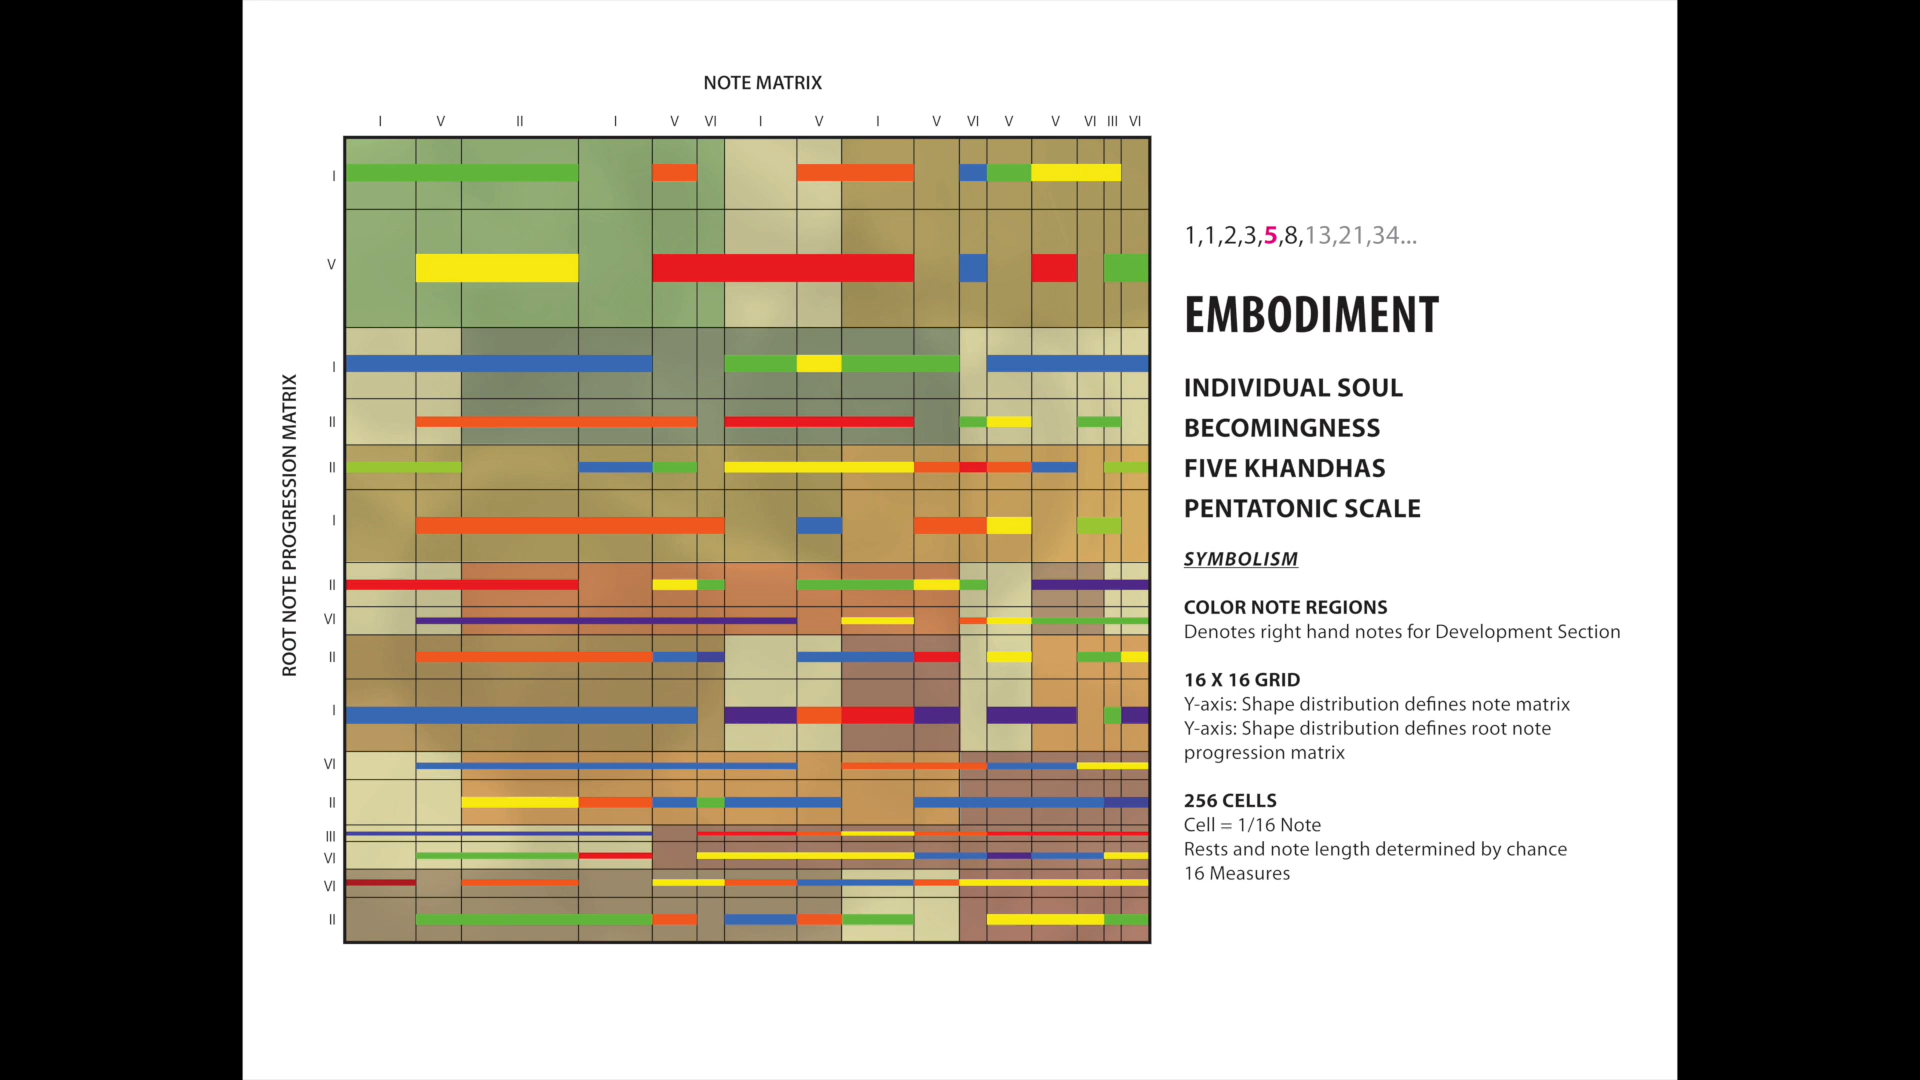 NOTE MATRIX
I V II I V VI I V I V VI V V VI III VI
ROOT NOTE PROGRESSION MATRIX
I
V
I
II
II
I
II
VI
II
I
VI
II
III
VI
VI
II
1,1,2,3,5,8,13,21,34...
EMBODIMENT
INDIVIDUAL SOUL
BECOMINGNESS
FIVE KHANDHAS
PENTATONIC SCALE
SYMBOLISM
COLOR NOTE REGIONS
Denotes right hand notes for Development Section
16 X 16 GRID
Y-axis: Shape distribution defines note matrix
Y-axis: Shape distribution defines root note
progression matrix
256 CELLS
Cell = 1/16 Note
Rests and note length determined by chance
16 Measures